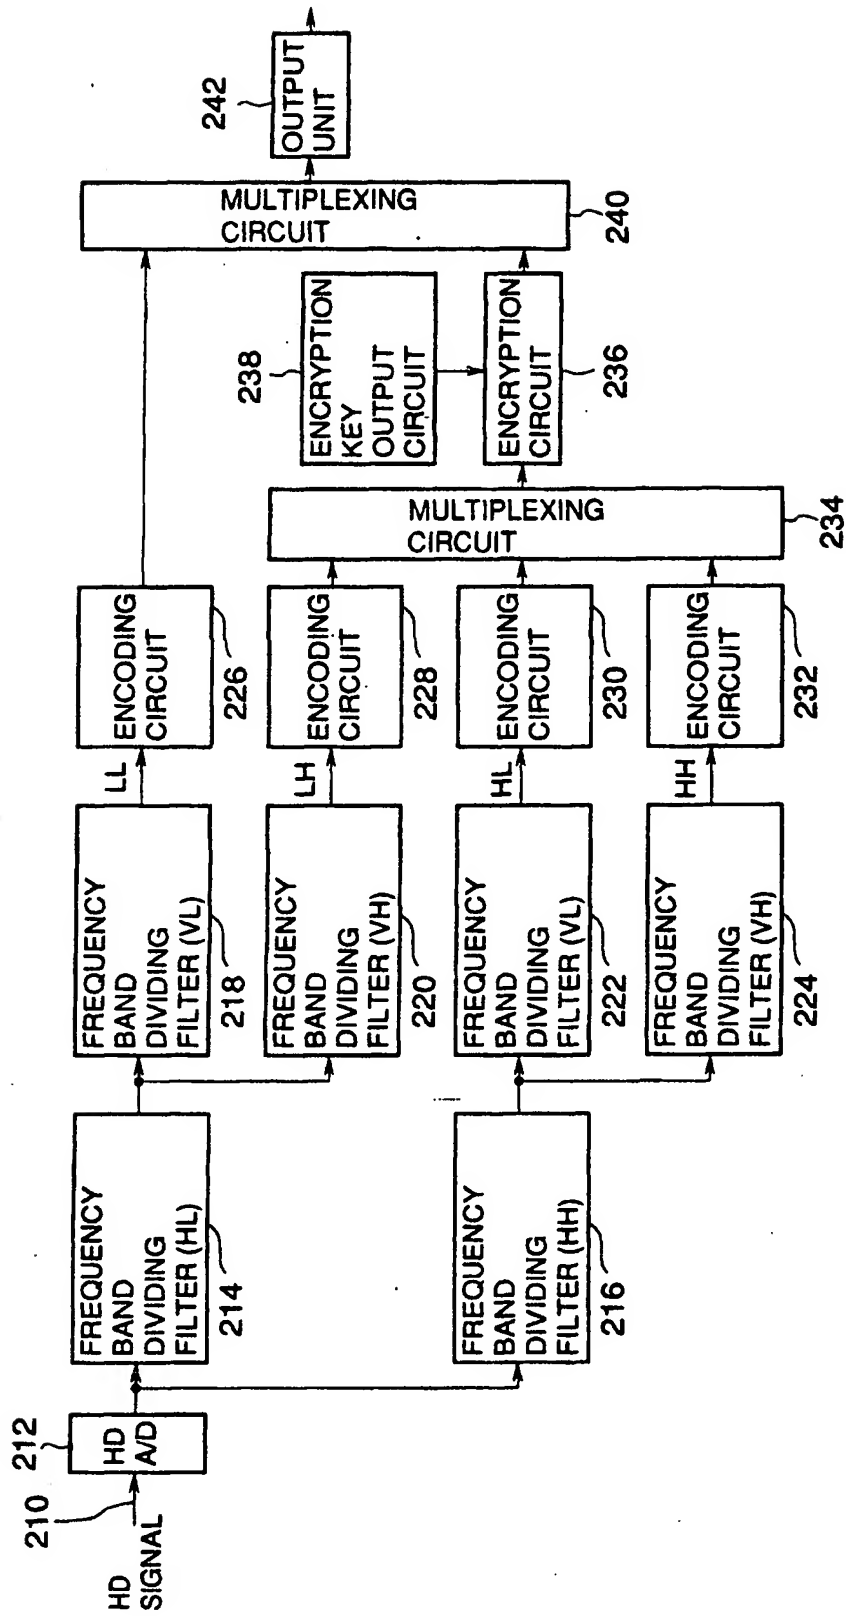 HD
SIGNAL
210
212
HD
A/D
FREQUENCY
BAND
DIVIDING
FILTER (HL)
214
FREQUENCY
BAND
DIVIDING
FILTER (HH)
216
FREQUENCY
BAND
DIVIDING
FILTER (VL)
218
FREQUENCY
BAND
DIVIDING
FILTER (VH)
220
FREQUENCY
BAND
DIVIDING
FILTER (VL)
222
FREQUENCY
BAND
DIVIDING
FILTER (VH)
224
LL
LH
HL
HH
ENCODING
CIRCUIT
226
ENCODING
CIRCUIT
228
ENCODING
CIRCUIT
230
ENCODING
CIRCUIT
232
MULTIPLEXING
CIRCUIT
234
238
ENCRYPTION
KEY
OUTPUT
CIRCUIT
ENCRYPTION
CIRCUIT
236
MULTIPLEXING
CIRCUIT
240
242
OUTPUT
UNIT